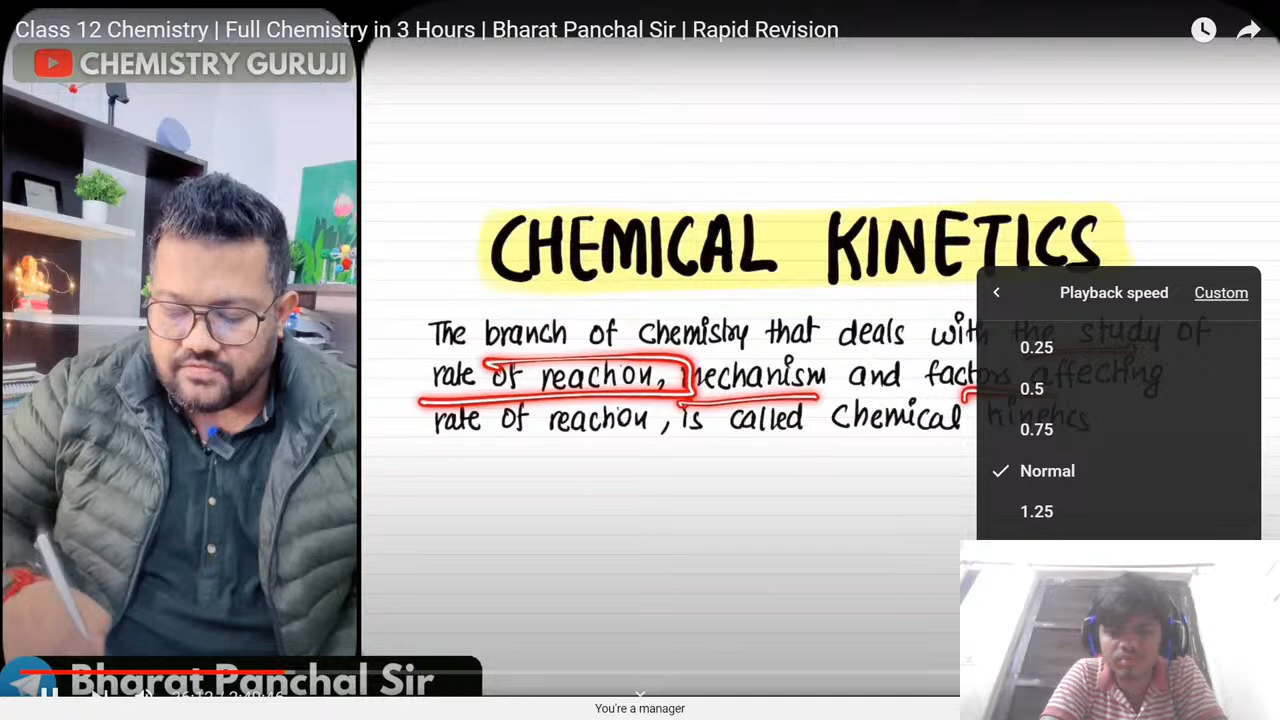 Class 12 Chemistry | Full Chemistry in 3 Hours | Bharat Panchal Sir | Rapid Revision
CHEMISTRY GURUJI
CHEMICAL KINETICS
The branch of chemistry that deals with the study of
rate of reaction, mechanism and factors affecting
rate of reaction, is called Chemical kinetics
Playback speed
Custom
0.25
0.5
0.75
Normal
1.25
Bharat Panchal Sir
You're a manager